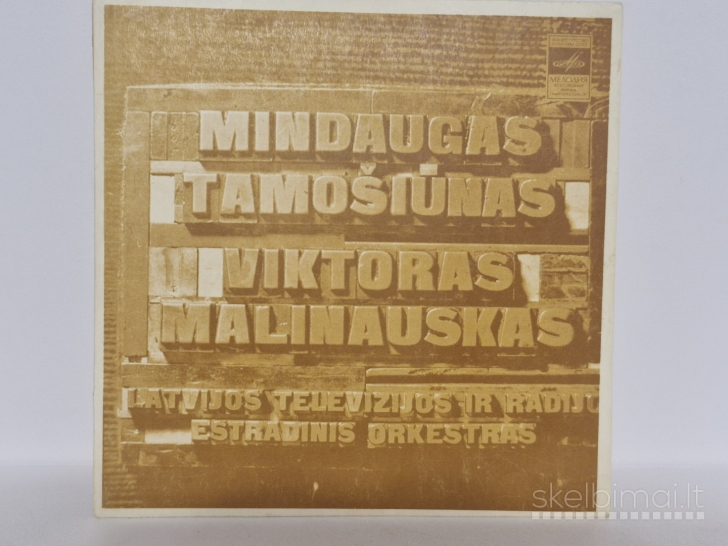 МЕЛОДИЯ
MINDAUGAS
TAMOŠIŪNAS
VIKTORAS
MALINAUSKAS
LATVIJOS TELEVIZIJOS IR RADIJO
ESTRADINIS ORKESTRAS
skelbimai.lt